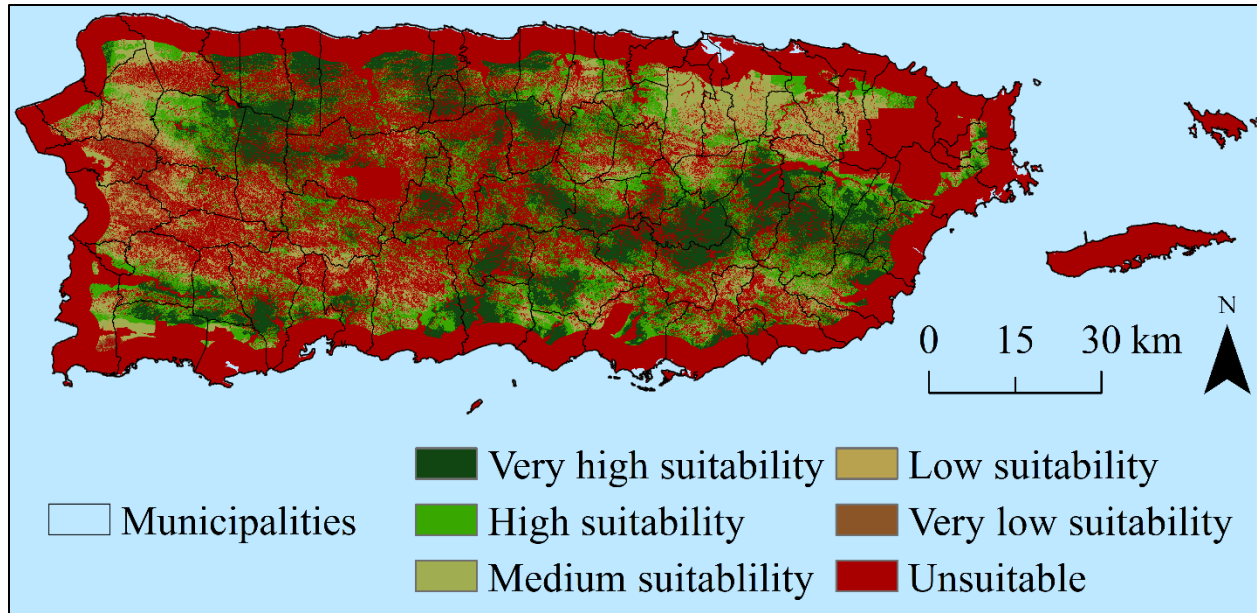 N
0 15 30 km
Very high suitability
Low suitability
Municipalities
High suitability
Very low suitability
Medium suitablility
Unsuitable